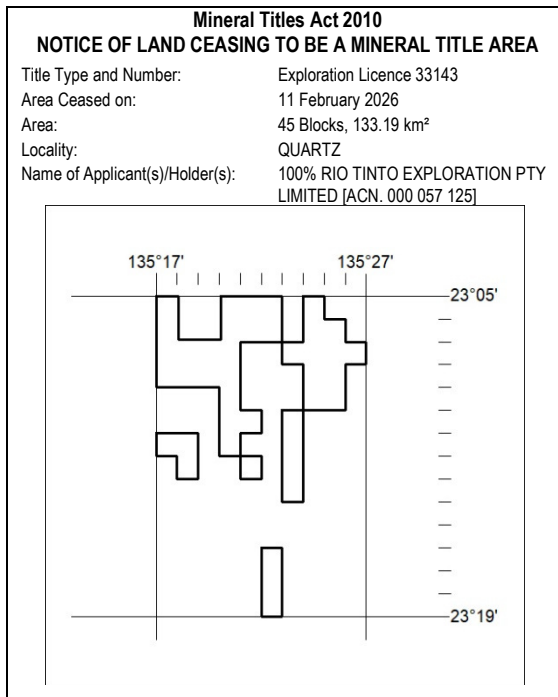 Mineral Titles Act 2010
NOTICE OF LAND CEASING TO BE A MINERAL TITLE AREA
Title Type and Number: Exploration Licence 33143
Area Ceased on: 11 February 2026
Area: 45 Blocks, 133.19 km²
Locality: QUARTZ
Name of Applicant(s)/Holder(s): 100% RIO TINTO EXPLORATION PTY
LIMITED [ACN. 000 057 125]
135°17' 135°27'
23°05'
23°19'